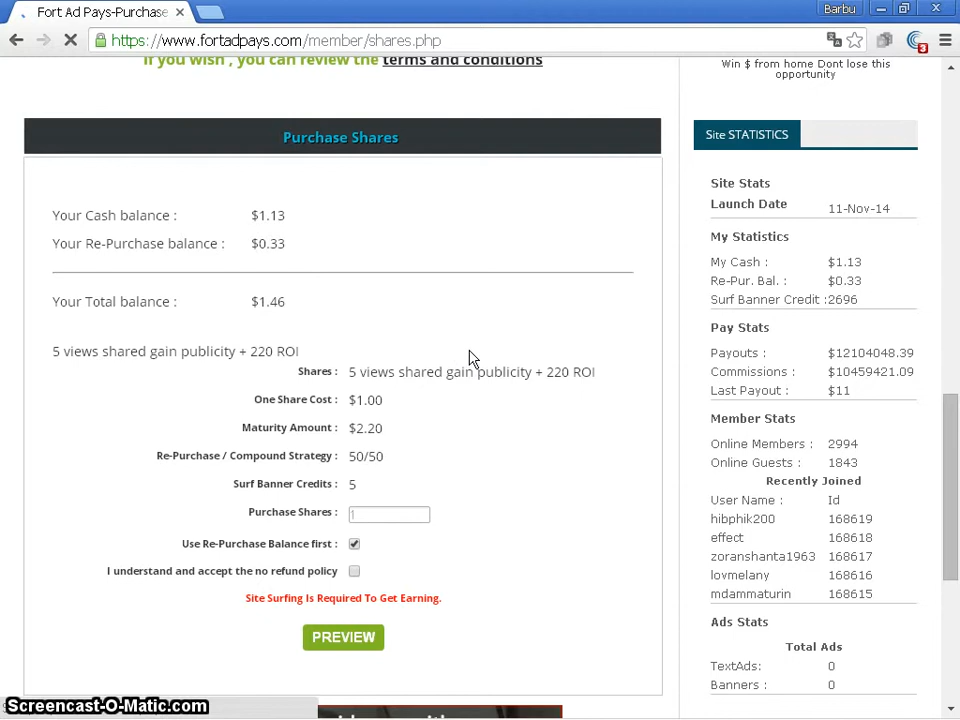 Fort Ad Pays-Purchase
Barbu
https://www.fortadpays.com/member/shares.php
3
If you wish , you can review the terms and conditions
Win $ from home Dont lose this
opportunity
Purchase Shares
Your Cash balance : $1.13
Your Re-Purchase balance : $0.33
Your Total balance : $1.46
5 views shared gain publicity + 220 ROI
Shares : 5 views shared gain publicity + 220 ROI
One Share Cost : $1.00
Maturity Amount : $2.20
Re-Purchase / Compound Strategy : 50/50
Surf Banner Credits : 5
Purchase Shares : 1
Use Re-Purchase Balance first :
I understand and accept the no refund policy
Site Surfing Is Required To Get Earning.
PREVIEW
Site STATISTICS
Site Stats
Launch Date 11-Nov-14
My Statistics
My Cash : $1.13
Re-Pur. Bal. : $0.33
Surf Banner Credit :2696
Pay Stats
Payouts : $12104048.39
Commissions : $10459421.09
Last Payout : $11
Member Stats
Online Members : 2994
Online Guests : 1843
Recently Joined
User Name : Id
hibphik200 168619
effect 168618
zoranshanta1963 168617
lovmelany 168616
mdammaturin 168615
Ads Stats
Total Ads
TextAds: 0
Banners : 0
Screencast-O-Matic.com